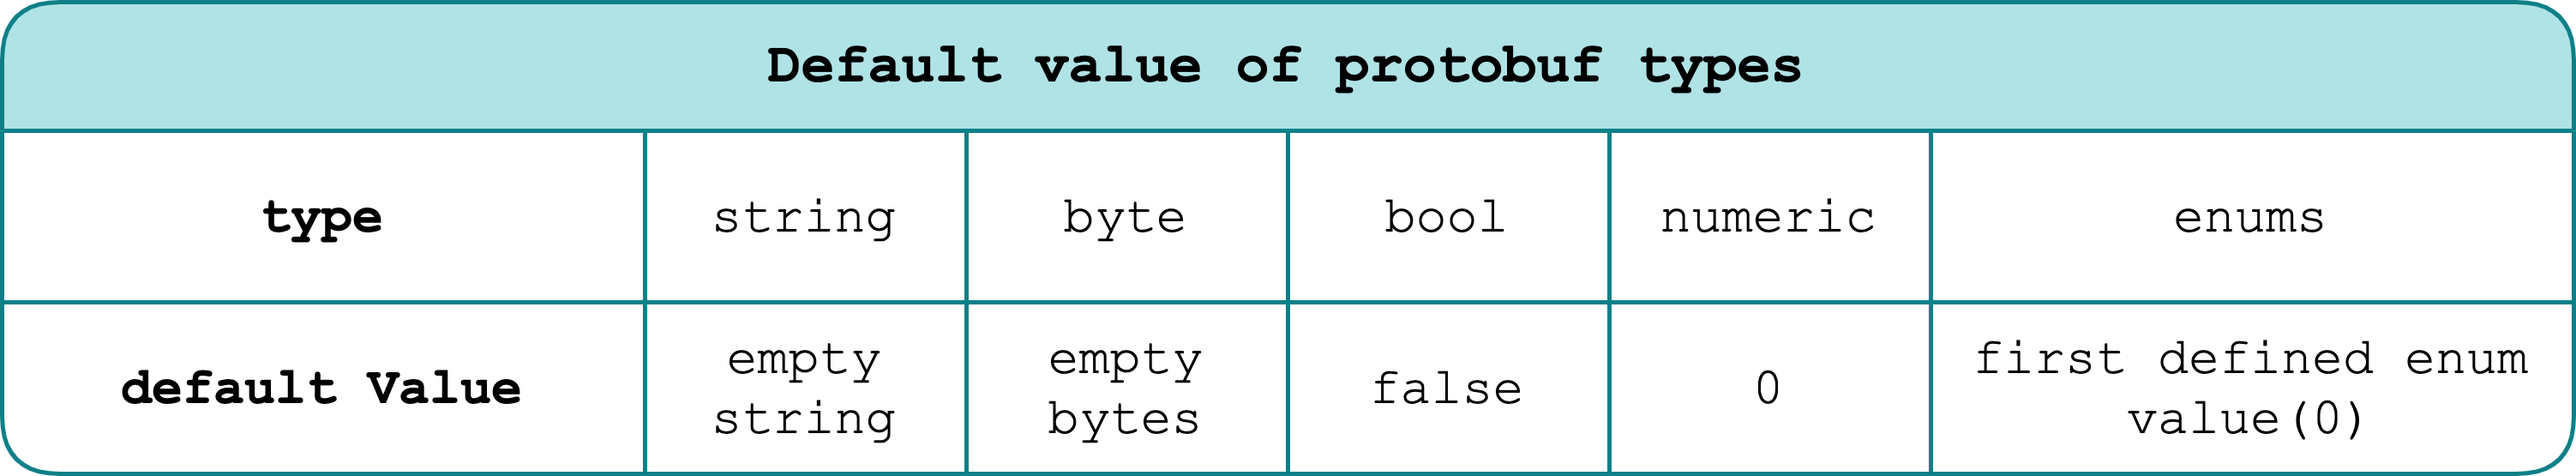 Default value of protobuf types
type
string
byte
bool
numeric
enums
default Value
empty
string
empty
bytes
false
0
first defined enum
value(0)